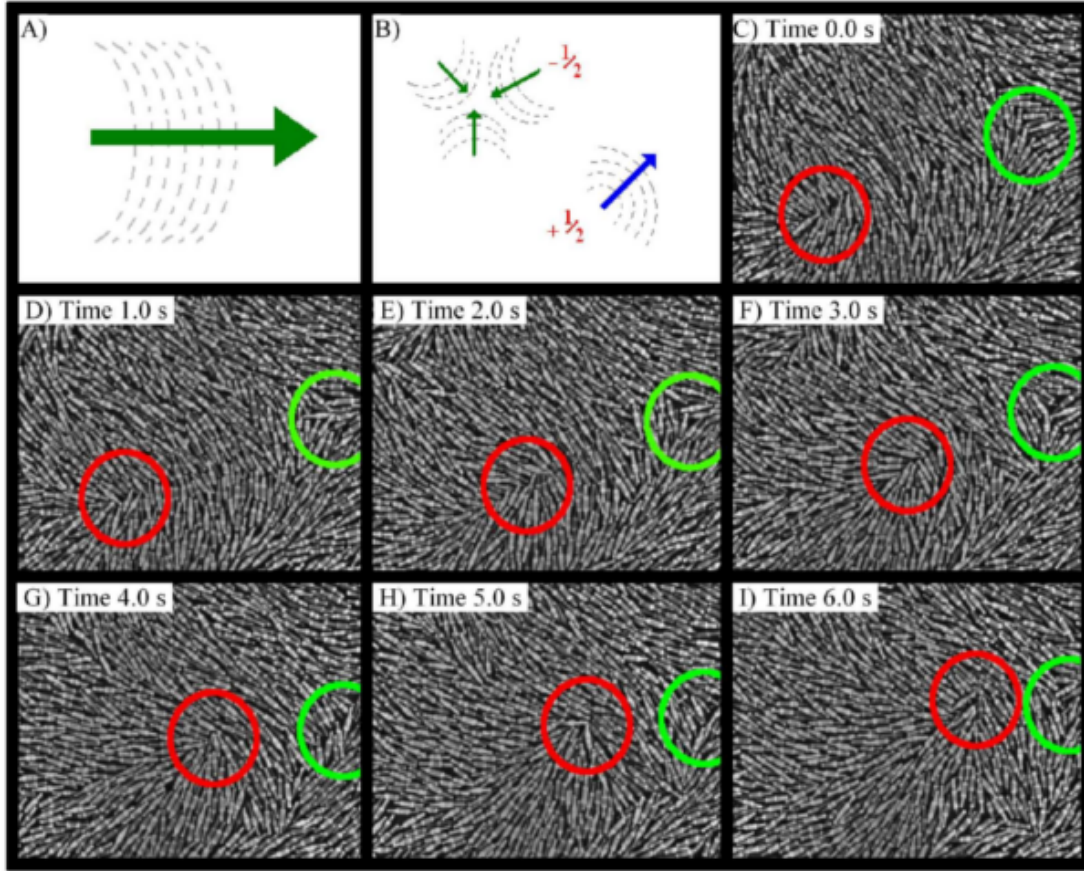 A)
B)
- 1/2
+ 1/2
C) Time 0.0 s
D) Time 1.0 s
E) Time 2.0 s
F) Time 3.0 s
G) Time 4.0 s
H) Time 5.0 s
I) Time 6.0 s